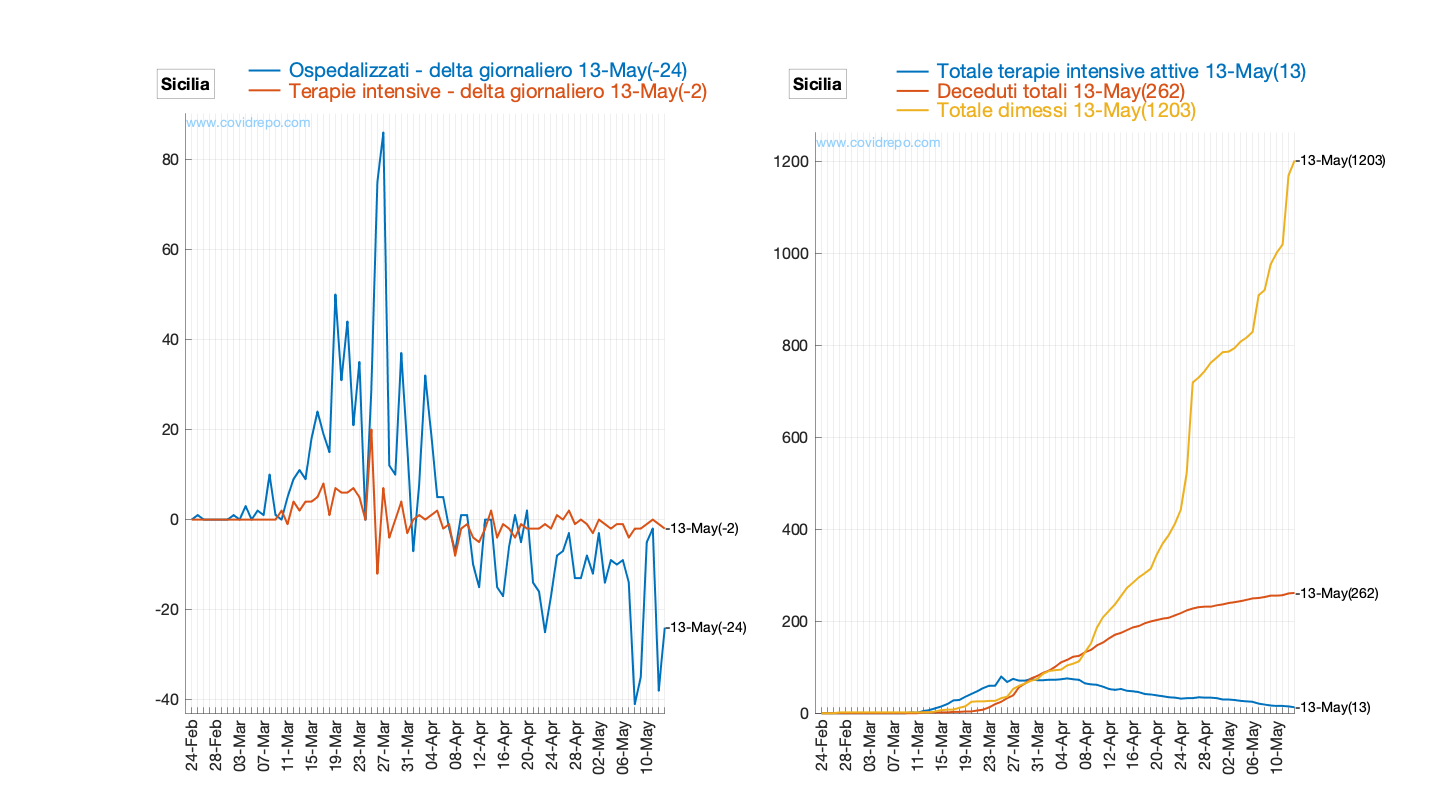 Sicilia
Ospedalizzati - delta giornaliero 13-May(-24)
Terapie intensive - delta giornaliero 13-May(-2)
www.covidrepo.com
80
60
40
20
0
-20
-40
-13-May(-2)
-13-May(-24)
24-Feb
28-Feb
03-Mar
07-Mar
11-Mar
15-Mar
19-Mar
23-Mar
27-Mar
31-Mar
04-Apr
08-Apr
12-Apr
16-Apr
20-Apr
24-Apr
28-Apr
02-May
06-May
10-May
Sicilia
Totale terapie intensive attive 13-May(13)
Deceduti totali 13-May(262)
Totale dimessi 13-May(1203)
www.covidrepo.com
1200
1000
800
600
400
200
0
-13-May(1203)
-13-May(262)
-13-May(13)
24-Feb
28-Feb
03-Mar
07-Mar
11-Mar
15-Mar
19-Mar
23-Mar
27-Mar
31-Mar
04-Apr
08-Apr
12-Apr
16-Apr
20-Apr
24-Apr
28-Apr
02-May
06-May
10-May